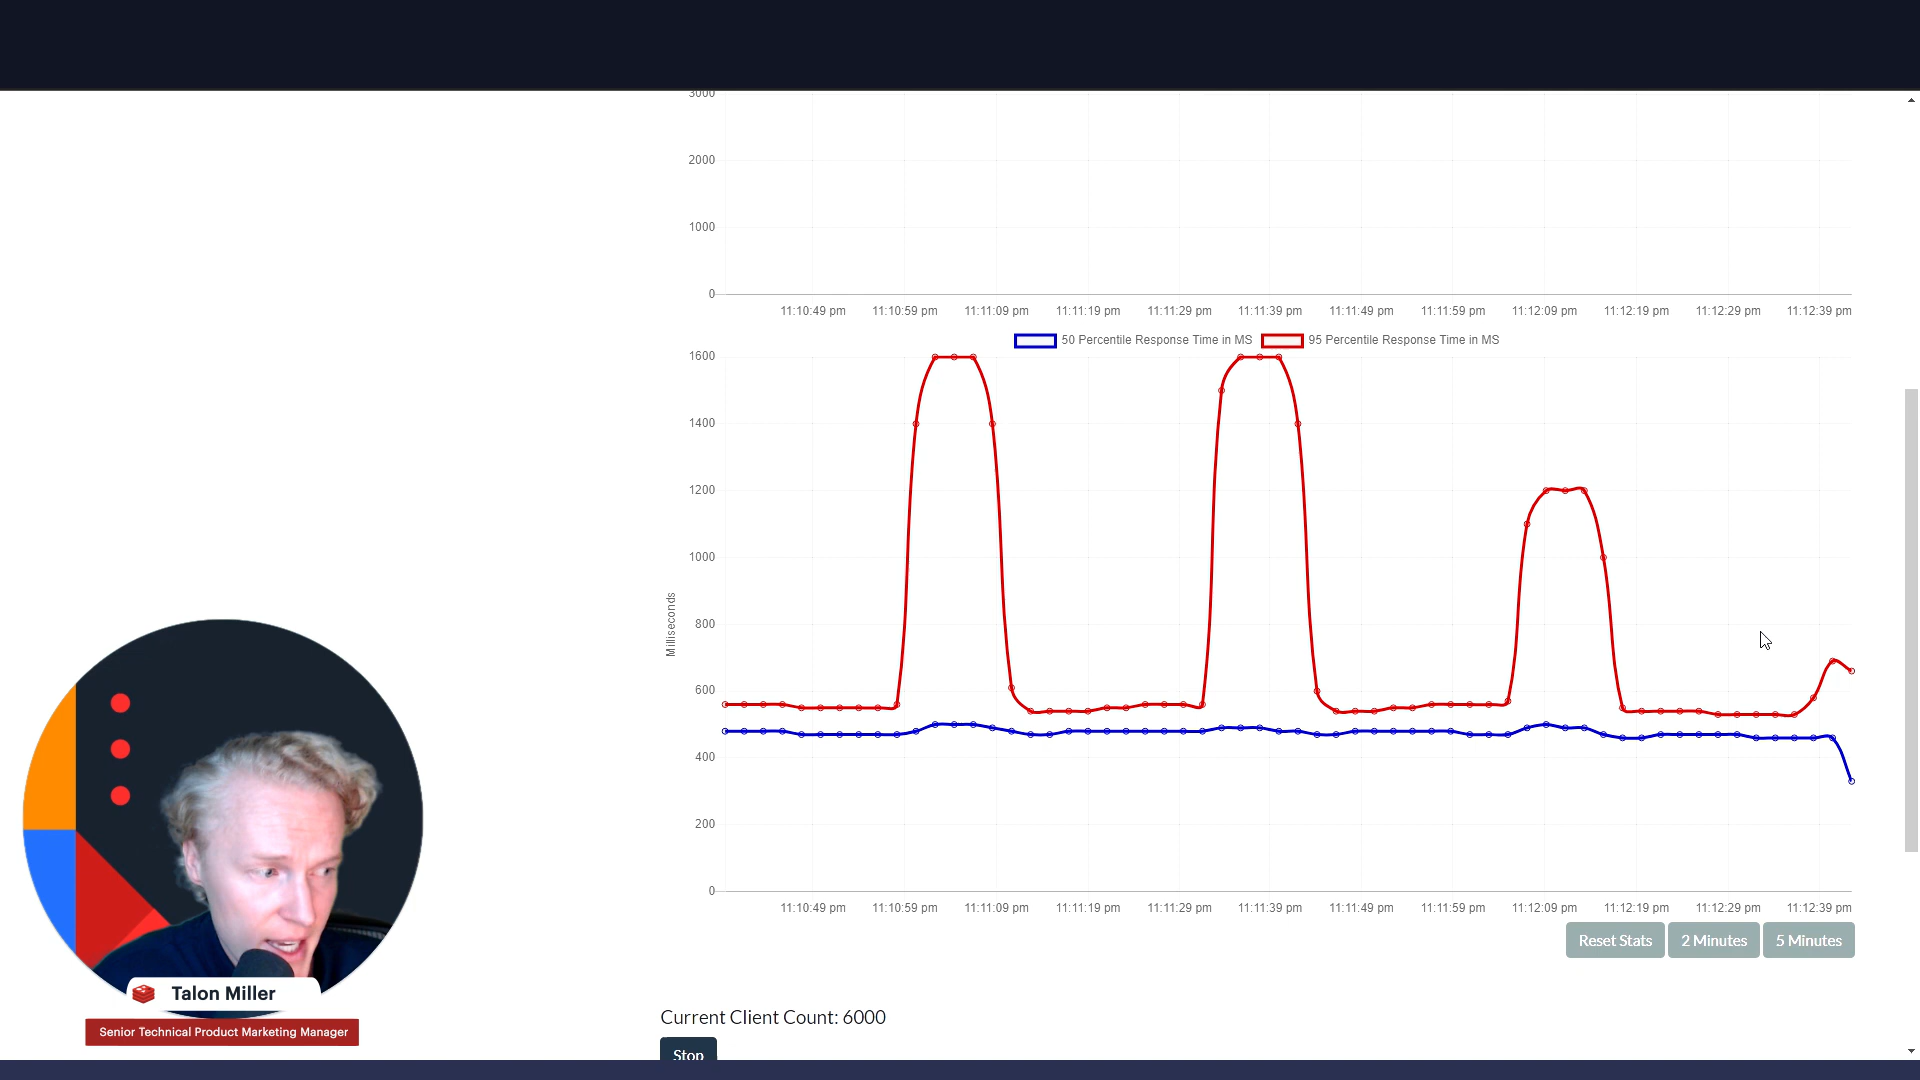 3000
2000
1000
0
11:10:49 pm 11:10:59 pm 11:11:09 pm 11:11:19 pm 11:11:29 pm 11:11:39 pm 11:11:49 pm 11:11:59 pm 11:12:09 pm 11:12:19 pm 11:12:29 pm 11:12:39 pm
50 Percentile Response Time in MS 95 Percentile Response Time in MS
1600
1400
1200
1000
800
600
400
200
0
Milliseconds
11:10:49 pm 11:10:59 pm 11:11:09 pm 11:11:19 pm 11:11:29 pm 11:11:39 pm 11:11:49 pm 11:11:59 pm 11:12:09 pm 11:12:19 pm 11:12:29 pm 11:12:39 pm
Reset Stats 2 Minutes 5 Minutes
Talon Miller
Senior Technical Product Marketing Manager
Current Client Count: 6000
Stop